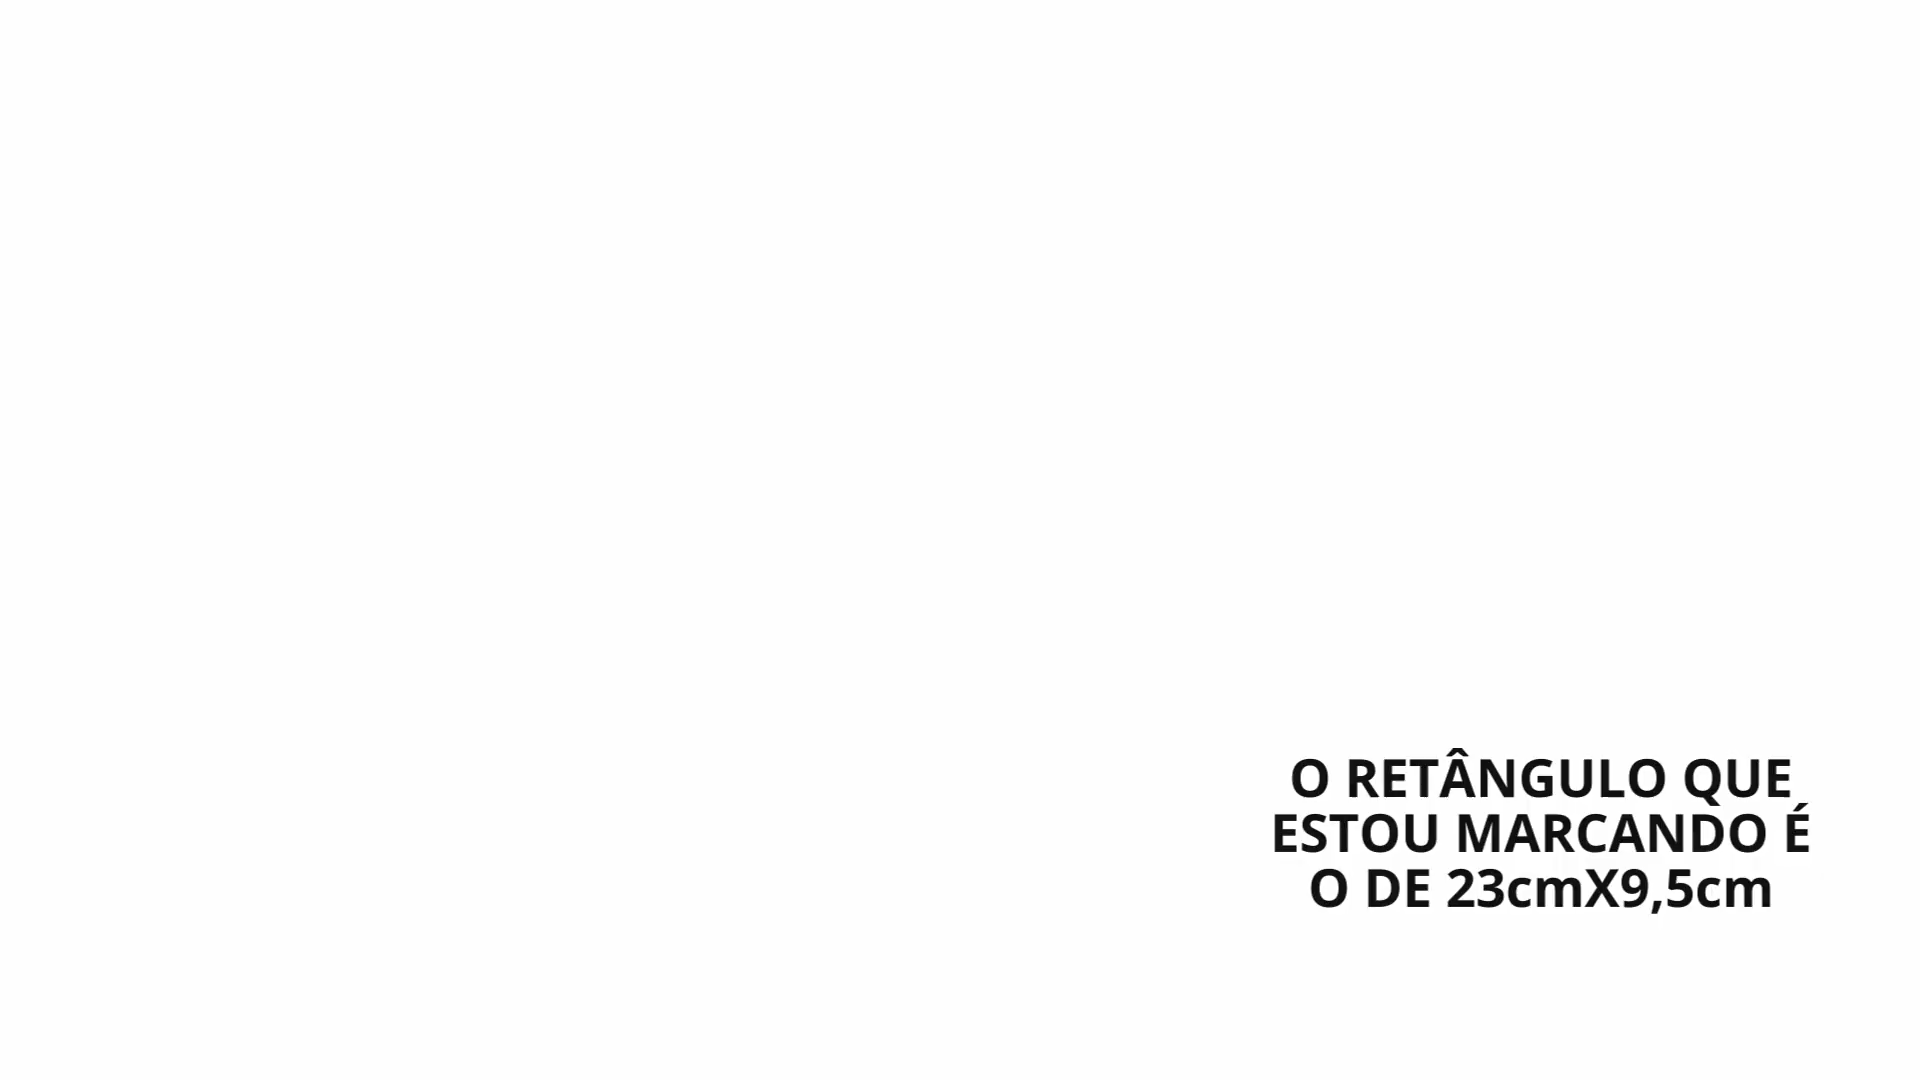 O RETÂNGULO QUE
ESTOU MARCANDO É
O DE 23cmX9,5cm